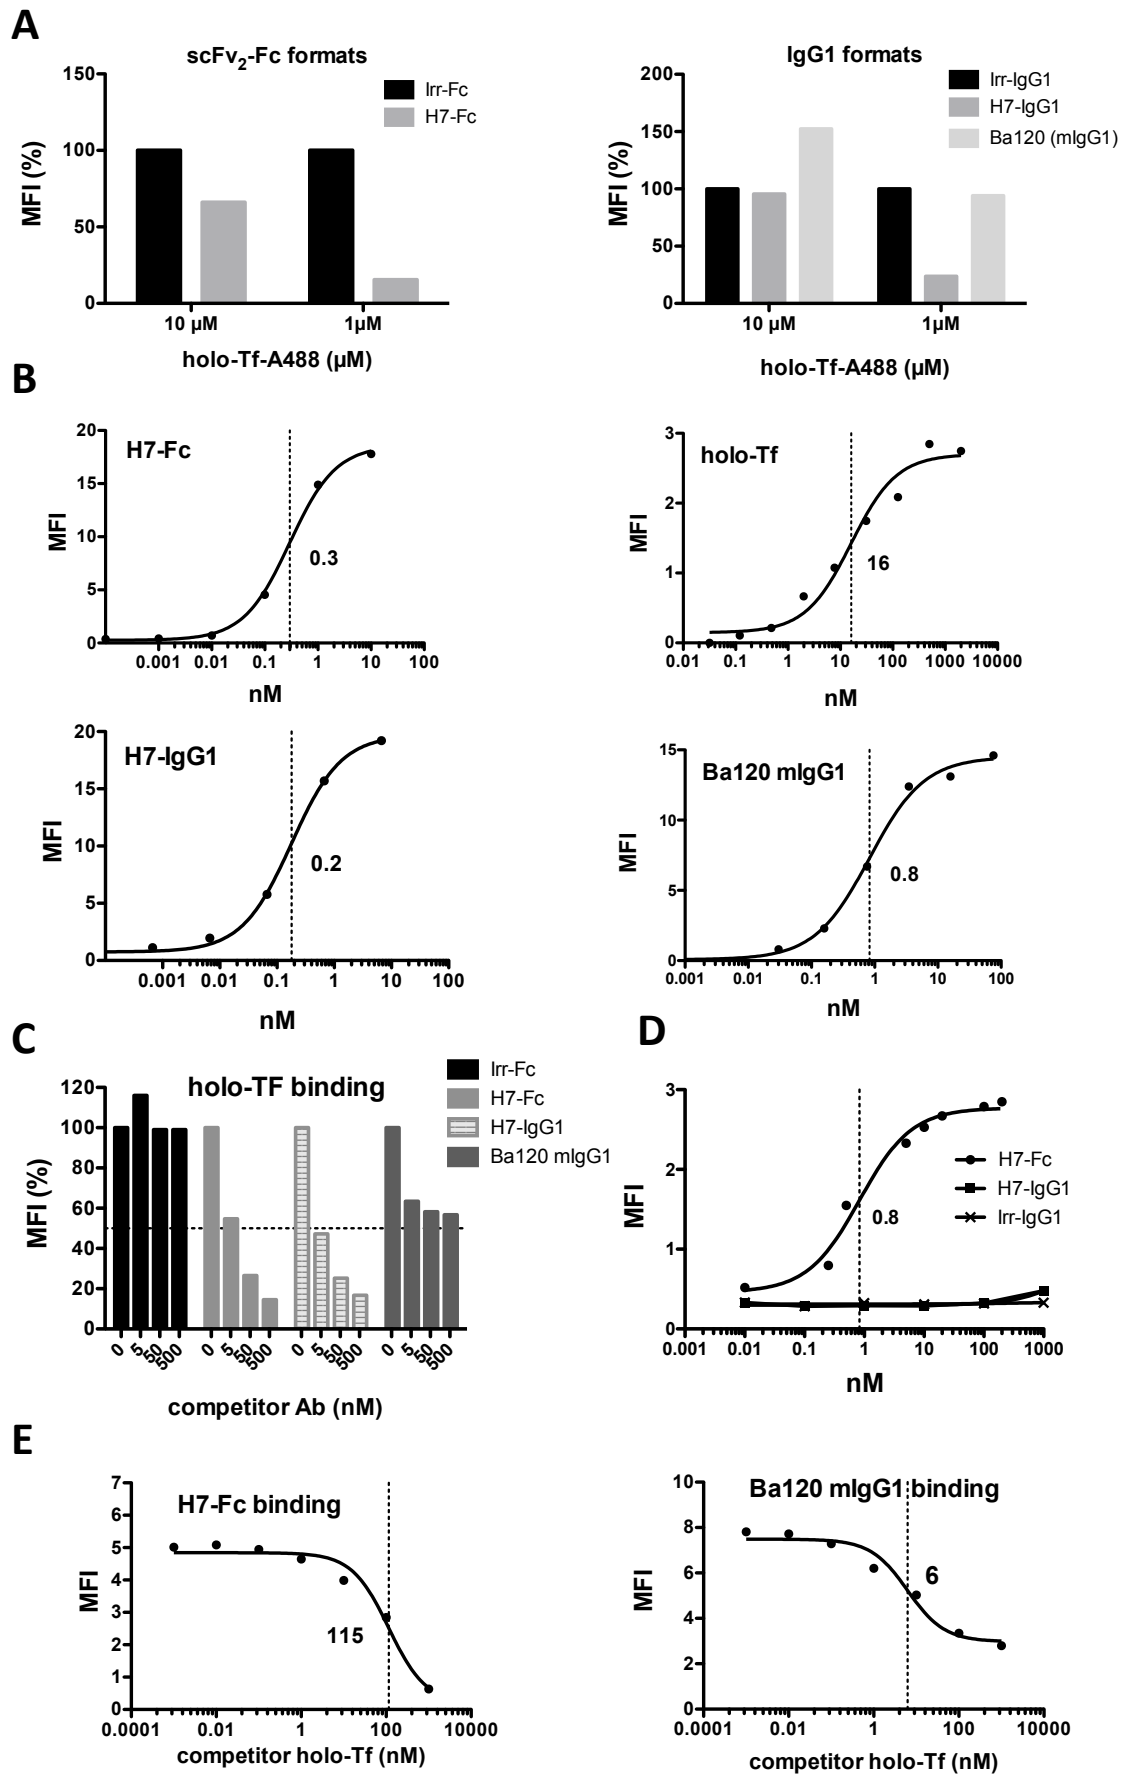 A
scFv2-Fc formats
150
100
50
0
MFI (%)
Irr-Fc
H7-Fc
10 µM
1µM
holo-Tf-A488 (µM)
IgG1 formats
200
150
100
50
0
MFI (%)
Irr-IgG1
H7-IgG1
Ba120 (mIgG1)
10 µM
1µM
holo-Tf-A488 (µM)
B
H7-Fc
20
15
10
5
0
MFI
0.3
0.001 0.01 0.1 1 10 100
nM
holo-Tf
3
2
1
0
MFI
16
0.01 0.1 1 10 100 1000 10000
nM
H7-IgG1
20
15
10
5
0
MFI
0.2
0.001 0.01 0.1 1 10 100
nM
Ba120 mIgG1
15
10
5
0
MFI
0.8
0.001 0.01 0.1 1 10 100
nM
C
holo-TF binding
120
100
80
60
40
20
0
MFI (%)
Irr-Fc
H7-Fc
H7-IgG1
Ba120 mIgG1
0 5 50 500 0 5 50 500 0 5 50 500 0 5 50 500
competitor Ab (nM)
D
3
2
1
0
MFI
H7-Fc
H7-IgG1
Irr-IgG1
0.8
0.001 0.01 0.1 1 10 100 1000
nM
E
H7-Fc binding
7
6
5
4
3
2
1
0
MFI
115
0.0001 0.01 1 100 10000
competitor holo-Tf (nM)
Ba120 mIgG1 binding
10
8
6
4
2
0
MFI
6
0.0001 0.01 1 100 10000
competitor holo-Tf (nM)